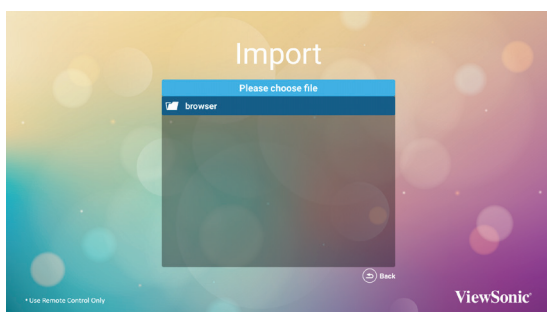 Import
Please choose file
browser
Back
* Use Remote Control Only
ViewSonic®